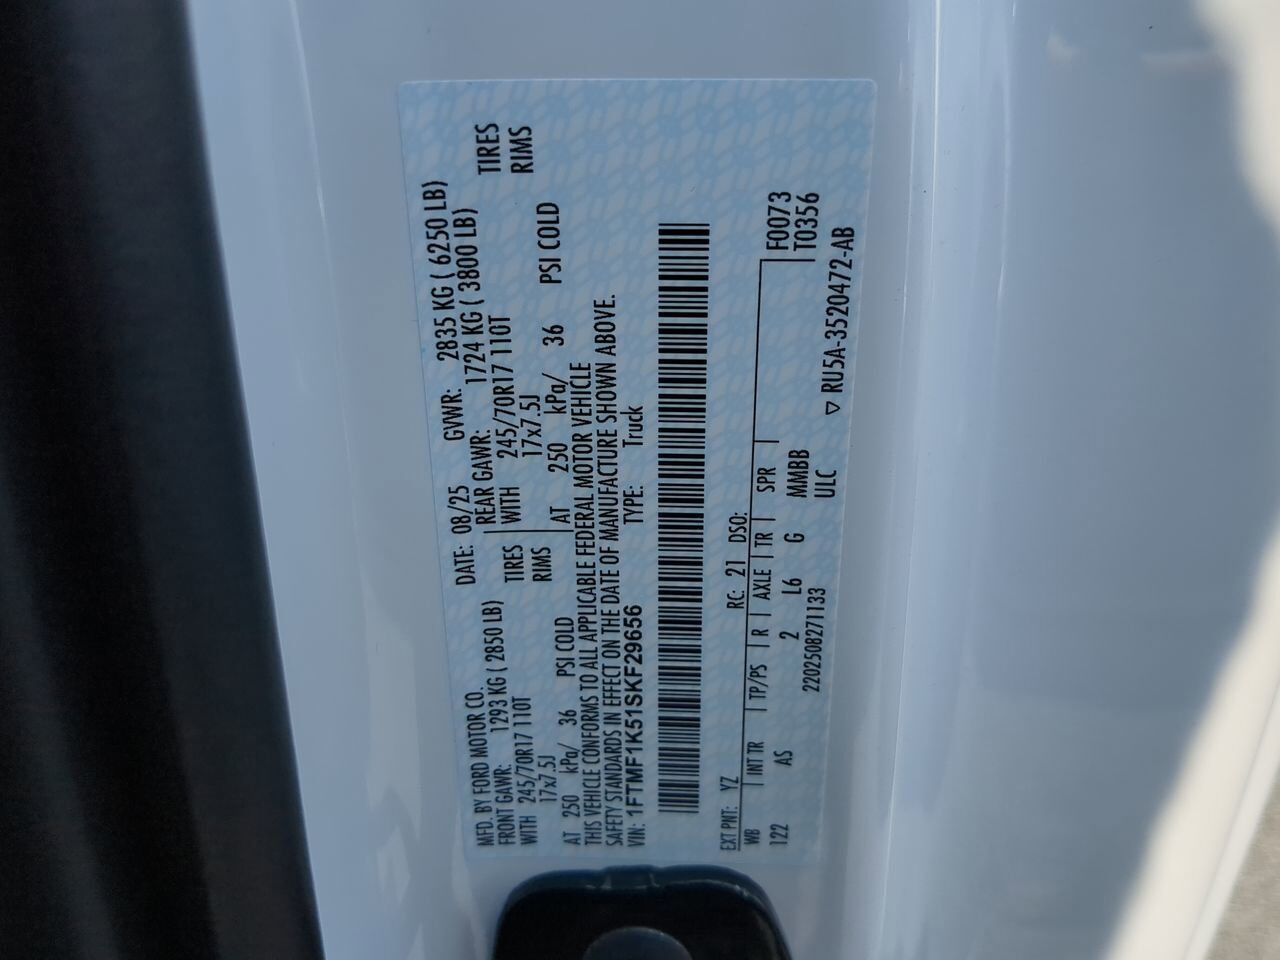 MFD. BY FORD MOTOR CO. DATE: 08/25 GVWR: 2835 KG ( 6250 LB)
FRONT GAWR: 1293 KG ( 2850 LB) REAR GAWR: 1724 KG ( 3800 LB)
WITH 245/70R17 110T TIRES WITH 245/70R17 110T TIRES
17x7.5J RIMS 17x7.5J RIMS
AT 250 kPa/ 36 PSI COLD AT 250 kPa/ 36 PSI COLD
THIS VEHICLE CONFORMS TO ALL APPLICABLE FEDERAL MOTOR VEHICLE
SAFETY STANDARDS IN EFFECT ON THE DATE OF MANUFACTURE SHOWN ABOVE.
VIN: 1FTMF1K51SKF29656 TYPE: Truck
EXT PNT: YZ RC: 21 DSO:
WB INT TR TP/PS R AXLE TR SPR F0073
122 AS 2 L6 G MMBB T0356
2202508271133 ULC
▽ RU5A-3520472-AB